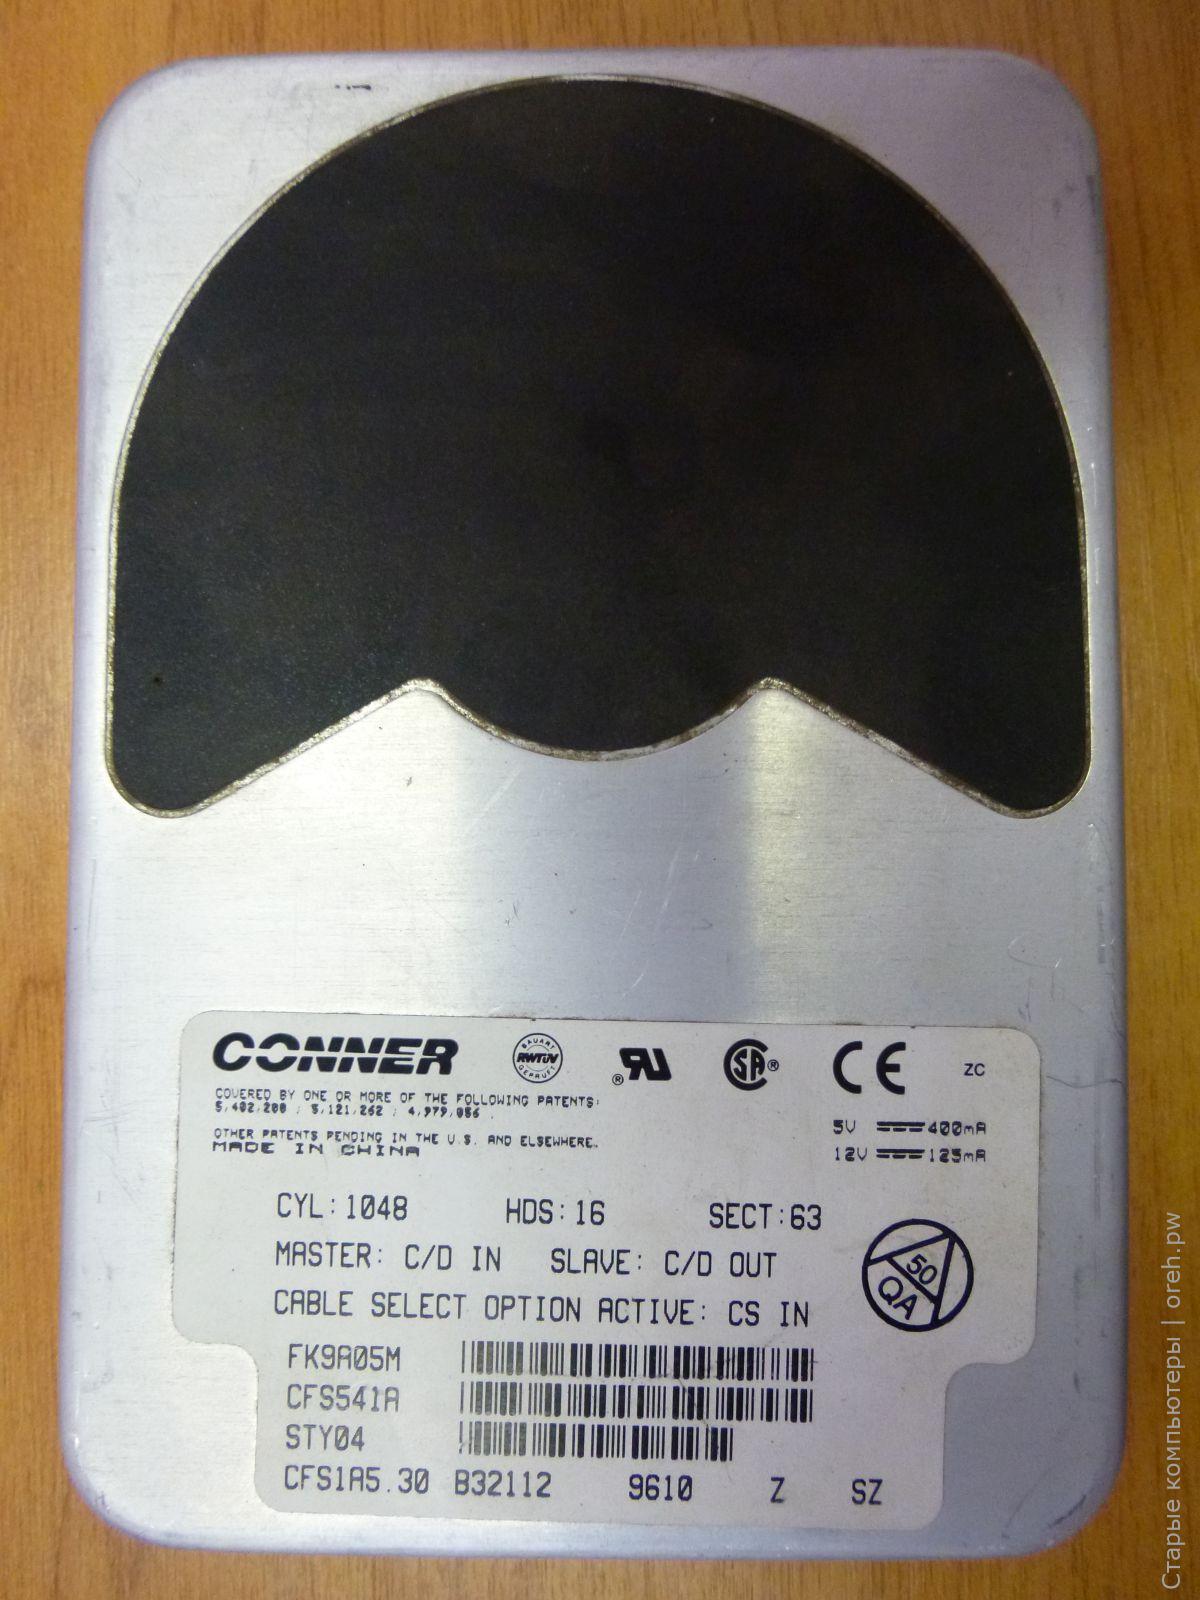 CONNER
BAUART RWTÜV GEPRÜFT
ZC
COVERED BY ONE OR MORE OF THE FOLLOWING PATENTS:
5,402,200 ; 5,121,262 ; 4,979,056 .
OTHER PATENTS PENDING IN THE U.S. AND ELSEWHERE.
MADE IN CHINA
5V 400mA
12V 125mA
CYL:1048 HDS:16 SECT:63
MASTER: C/D IN SLAVE: C/D OUT
CABLE SELECT OPTION ACTIVE: CS IN
50
QA
FK9A05M
CFS541A
STY04
CFS1A5.30 B32112 9610 Z SZ
Старые компьютеры | oreh.pw